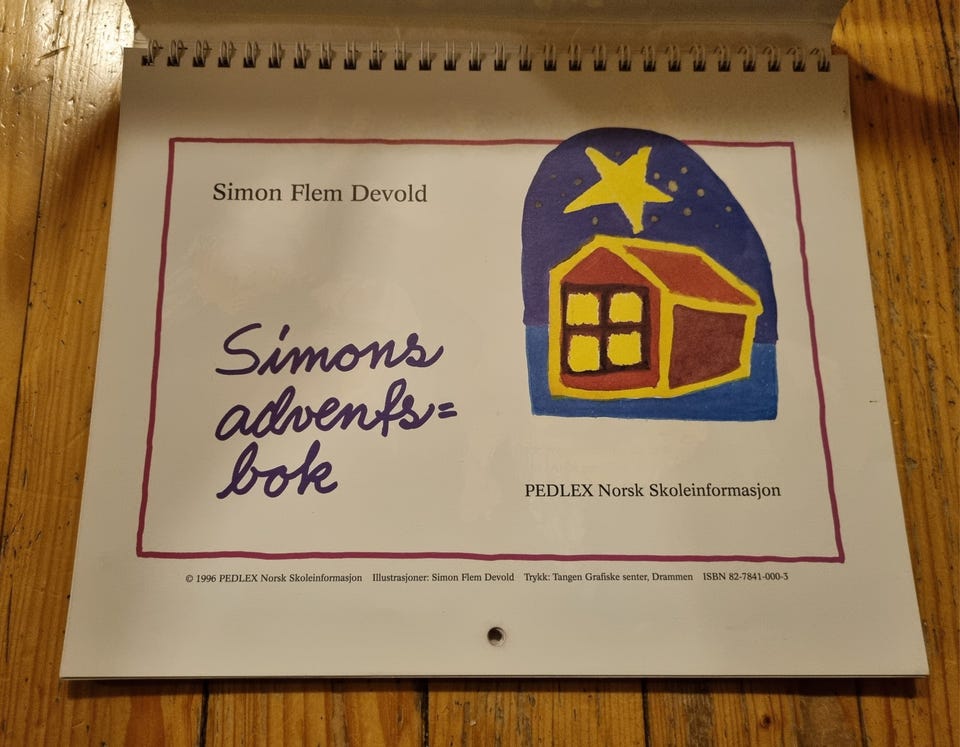 Simon Flem Devold
Simons
advents=
bok
PEDLEX Norsk Skoleinformasjon
© 1996 PEDLEX Norsk Skoleinformasjon Illustrasjoner: Simon Flem Devold Trykk: Tangen Grafiske senter, Drammen ISBN 82-7841-000-3